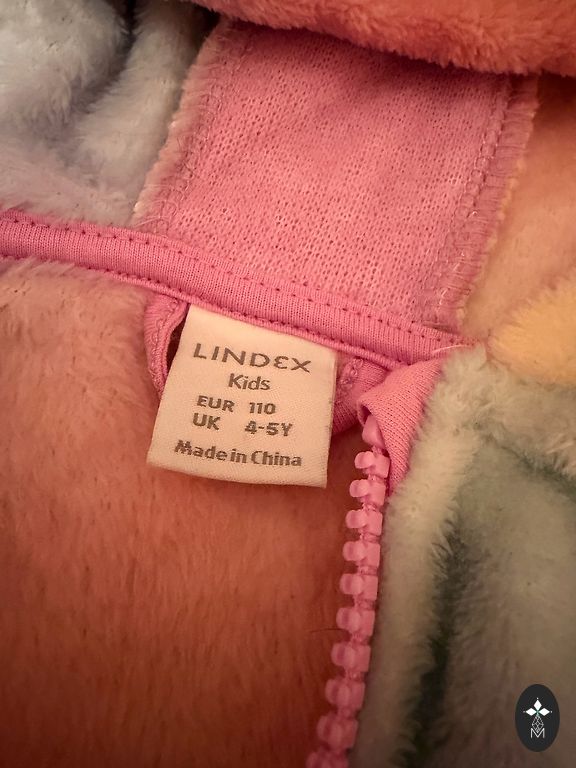 LINDEX
Kids
EUR 110
UK 4-5Y
Made in China
M